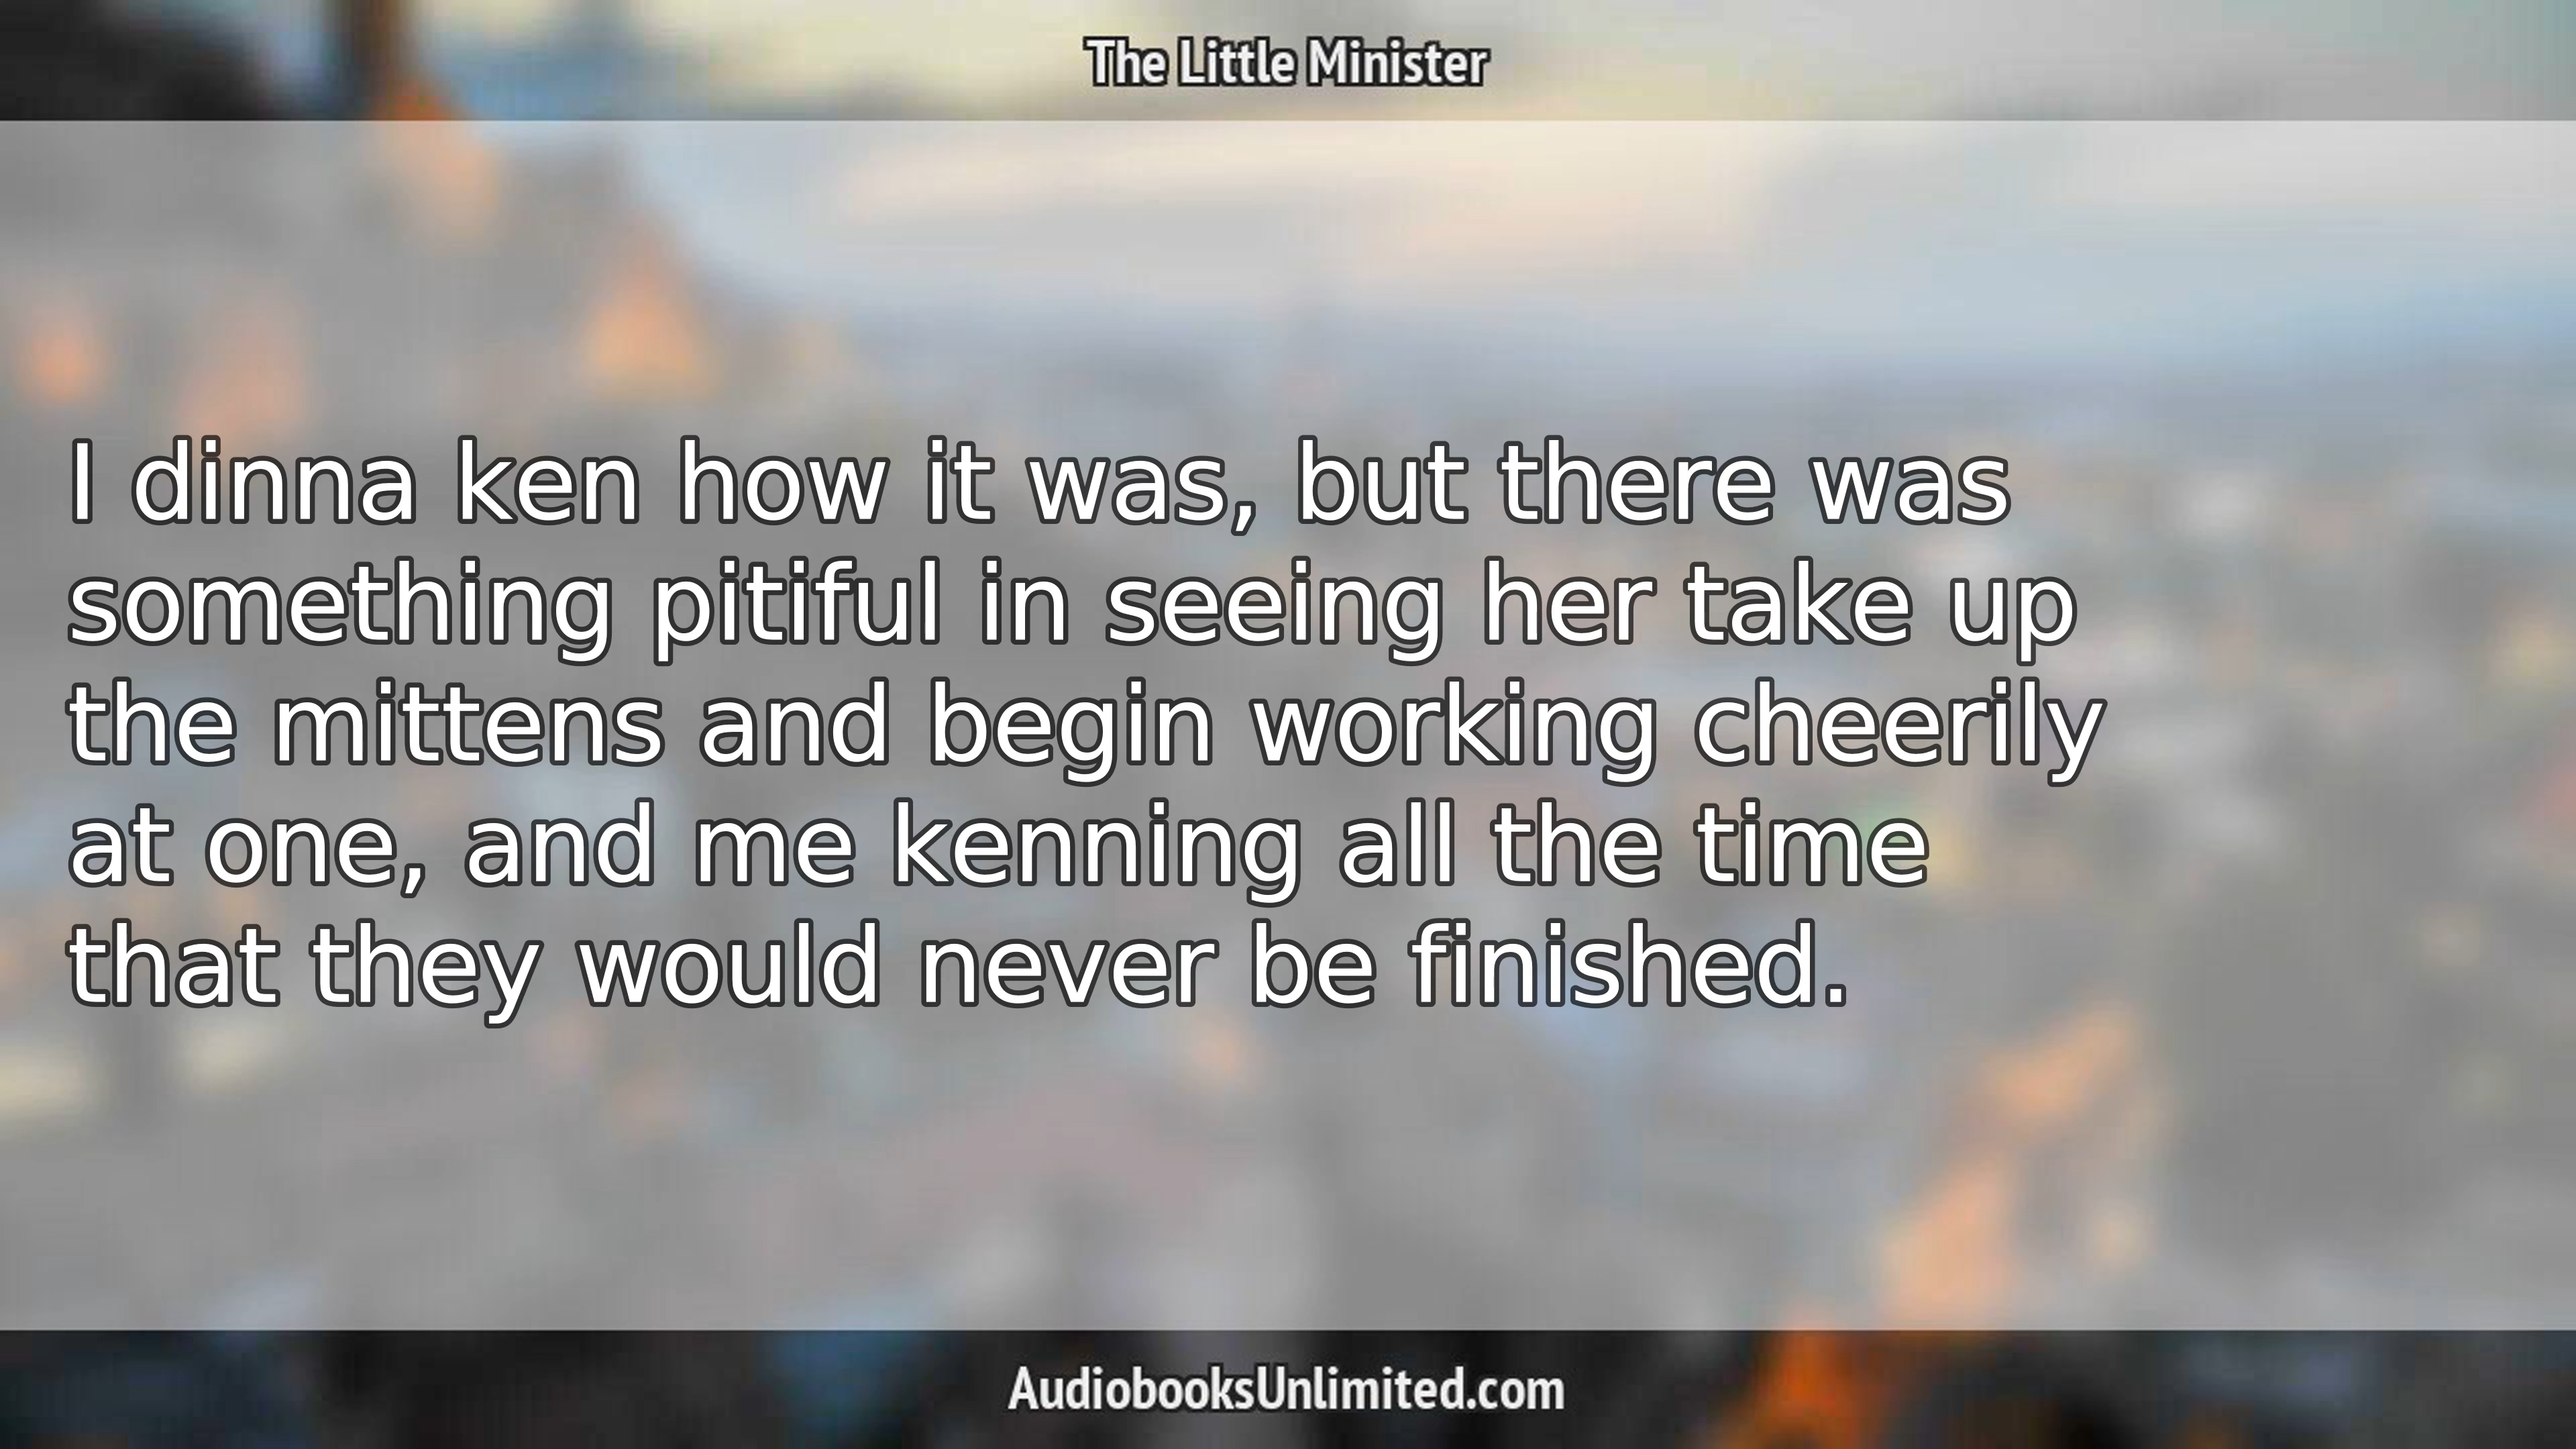 The Little Minister
I dinna ken how it was, but there was
something pitiful in seeing her take up
the mittens and begin working cheerily
at one, and me kenning all the time
that they would never be finished.
AudiobooksUnlimited.com